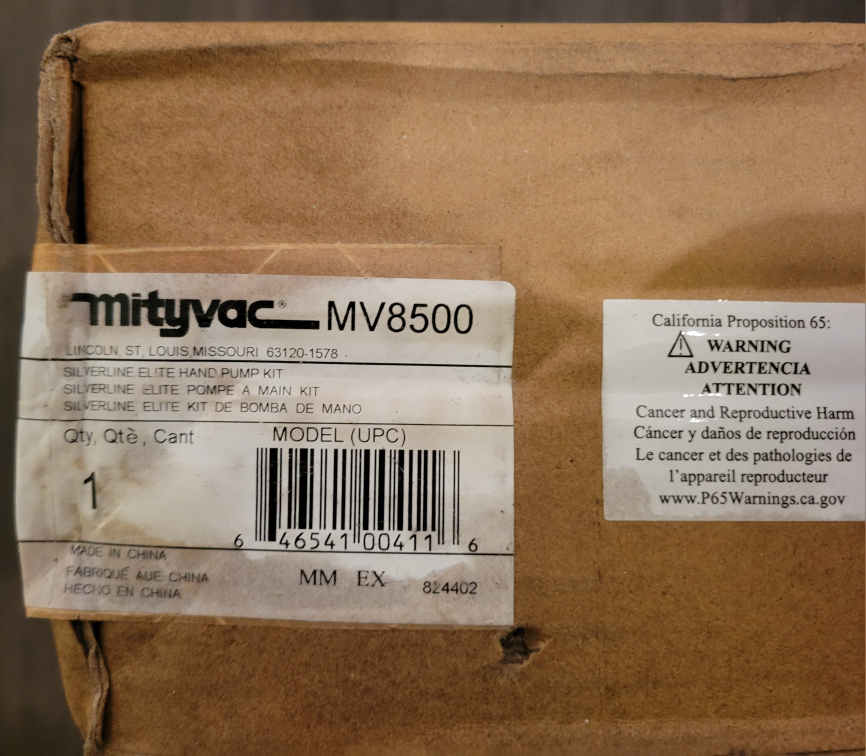 mityvac® MV8500
LINCOLN, ST, LOUIS,MISSOURI 63120-1578
SILVERLINE ELITE HAND PUMP KIT
SILVERLINE ELITE POMPE A MAIN KIT
SILVERLINE ELITE KIT DE BOMBA DE MANO
Qty, Qtè, Cant MODEL (UPC)
1
6 46541 00411 6
MADE IN CHINA
FABRIQUÉ AUE CHINA
HECHO EN CHINA
MM EX 824402
California Proposition 65:
WARNING
ADVERTENCIA
ATTENTION
Cancer and Reproductive Harm
Cáncer y daños de reproducción
Le cancer et des pathologies de
l'appareil reproducteur
www.P65Warnings.ca.gov